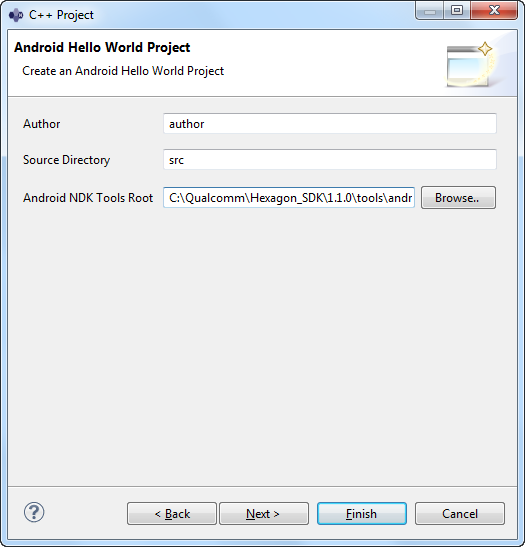 C++ Project
Android Hello World Project
Create an Android Hello World Project
Author author
Source Directory src
Android NDK Tools Root C:\Qualcomm\Hexagon_SDK\1.1.0\tools\andr Browse..
? < Back Next > Finish Cancel